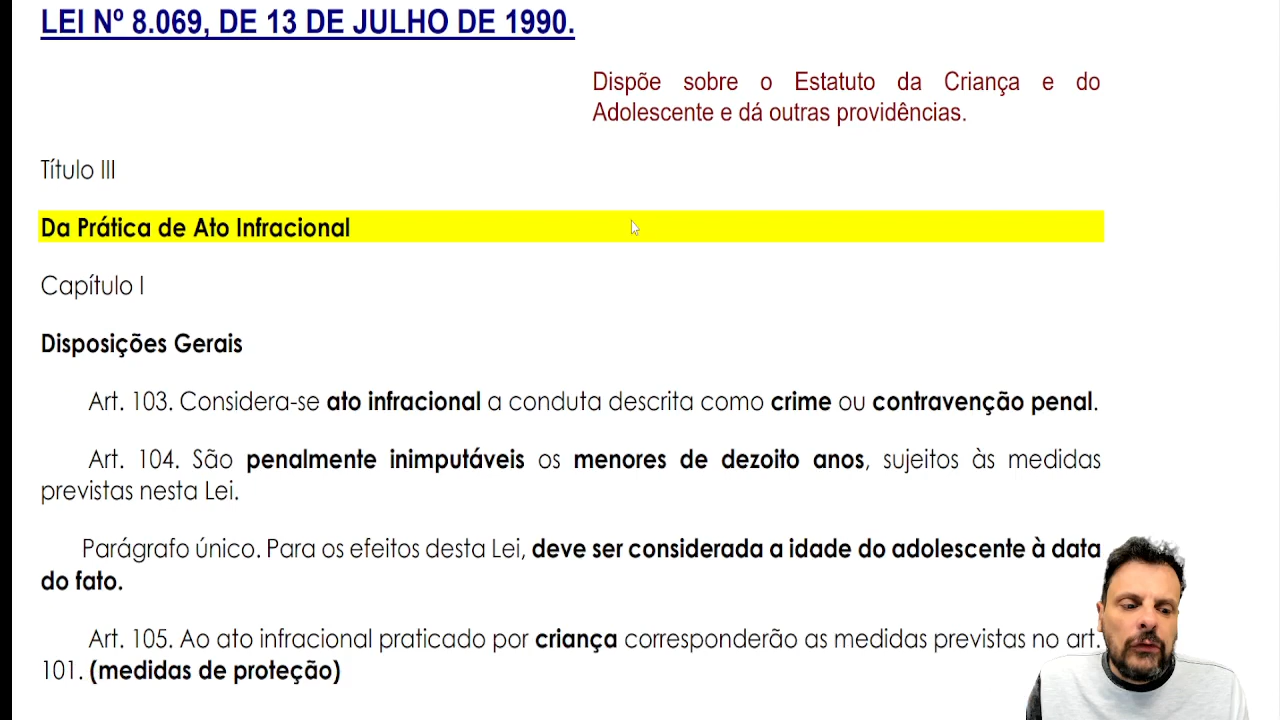 LEI Nº 8.069, DE 13 DE JULHO DE 1990.
Dispõe sobre o Estatuto da Criança e do
Adolescente e dá outras providências.
Título III
Da Prática de Ato Infracional
Capítulo I
Disposições Gerais
Art. 103. Considera-se ato infracional a conduta descrita como crime ou contravenção penal.
Art. 104. São penalmente inimputáveis os menores de dezoito anos, sujeitos às medidas
previstas nesta Lei.
Parágrafo único. Para os efeitos desta Lei, deve ser considerada a idade do adolescente à data
do fato.
Art. 105. Ao ato infracional praticado por criança corresponderão as medidas previstas no art.
101. (medidas de proteção)